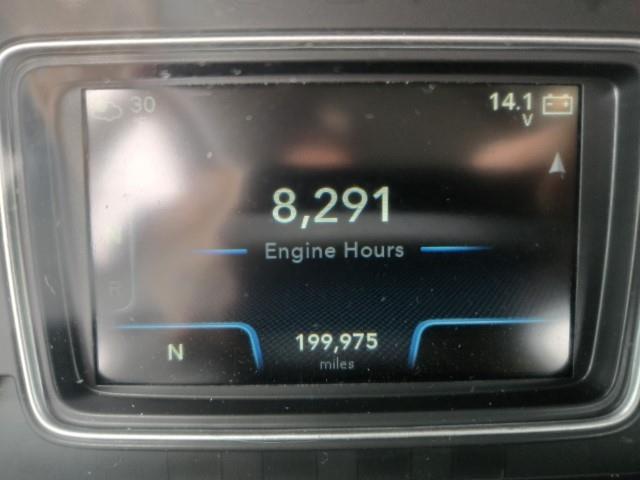 30
14.1
V
8,291
Engine Hours
N
R
N
199,975
miles